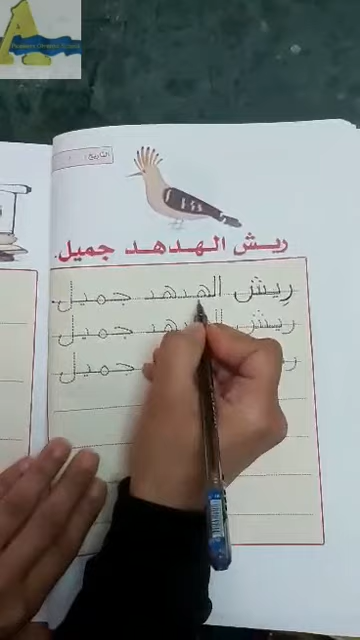 التاريخ:
ريش الهدهد جميل.
ريش الهدهد جميل.
ريش الهدهد جميل
جميل